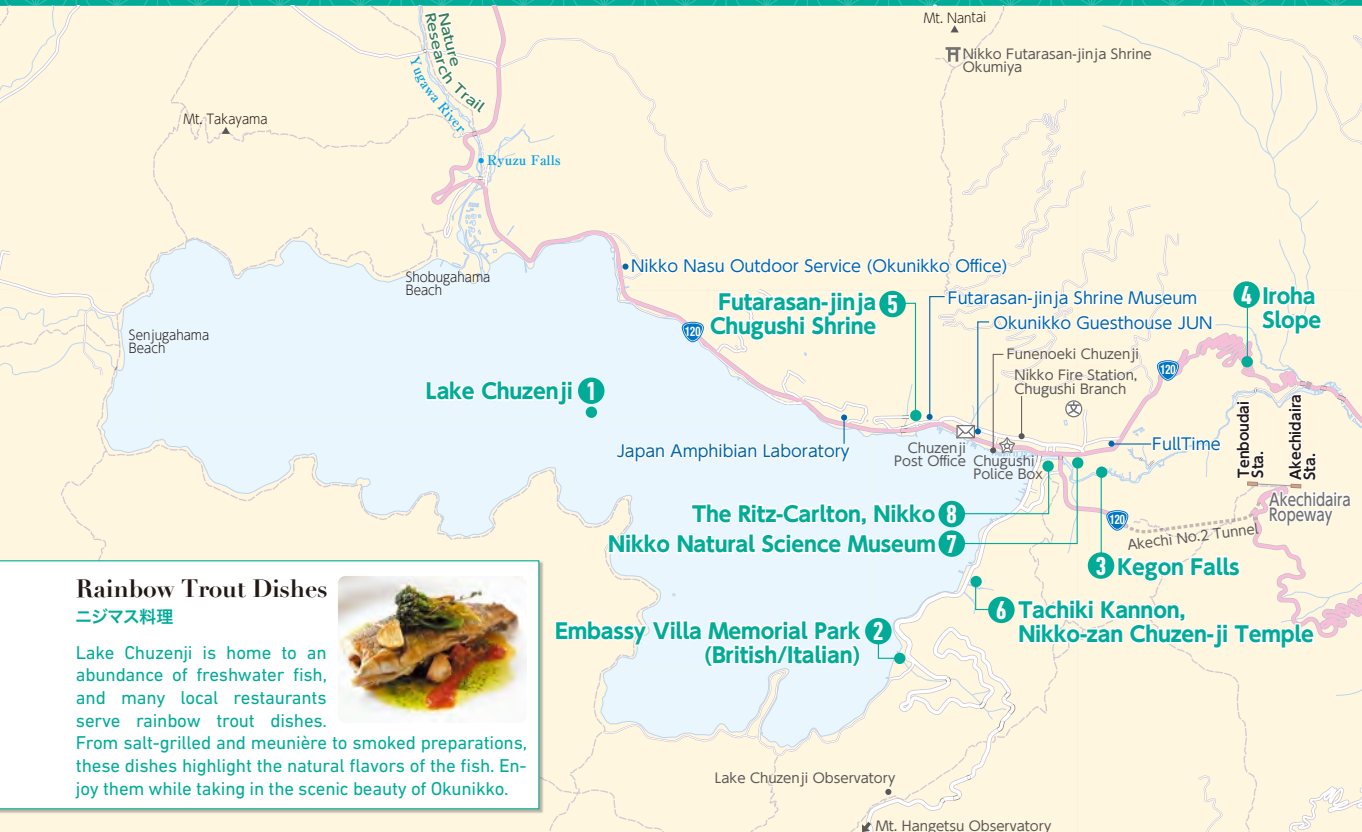 Mt. Nantai
Nikko Futarasan-jinja Shrine
Okumiya
Nature
Research Trail
Yugawa River
Mt. Takayama
Ryuzu Falls
Shobugahama
Beach
Nikko Nasu Outdoor Service (Okunikko Office)
Futarasan-jinja 5
Chugushi Shrine
Futarasan-jinja Shrine Museum
Okunikko Guesthouse JUN
4 Iroha
Slope
120
Senjugahama
Beach
Funenoeki Chuzenji
Nikko Fire Station,
Chugushi Branch
120
文
Lake Chuzenji 1
Japan Amphibian Laboratory
Chuzenji
Post Office
Chugushi
Police Box
FullTime
Tenboudai
Sta.
Akechidaira
Sta.
Akechidaira
Ropeway
The Ritz-Carlton, Nikko 8
120
Akechi No.2 Tunnel
Nikko Natural Science Museum 7
3 Kegon Falls
6 Tachiki Kannon,
Nikko-zan Chuzen-ji Temple
Embassy Villa Memorial Park 2
(British/Italian)
Rainbow Trout Dishes
ニジマス料理
Lake Chuzenji is home to an
abundance of freshwater fish,
and many local restaurants
serve rainbow trout dishes.
From salt-grilled and meunière to smoked preparations,
these dishes highlight the natural flavors of the fish. En-
joy them while taking in the scenic beauty of Okunikko.
Lake Chuzenji Observatory
Mt. Hangetsu Observatory